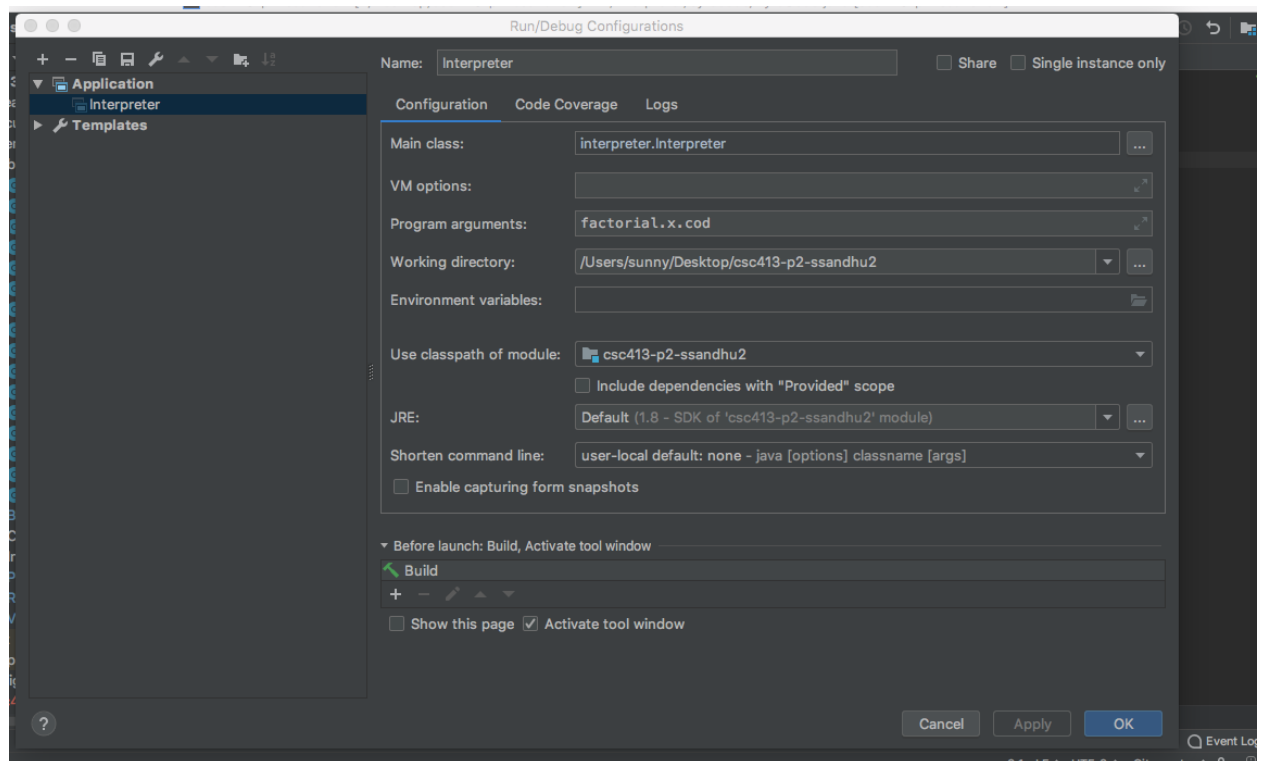 Run/Debug Configurations
Application
Interpreter
Templates
Name: Interpreter
Share
Single instance only
Configuration Code Coverage Logs
Main class: interpreter.Interpreter ...
VM options:
Program arguments: factorial.x.cod
Working directory: /Users/sunny/Desktop/csc413-p2-ssandhu2 ...
Environment variables:
Use classpath of module: csc413-p2-ssandhu2
Include dependencies with "Provided" scope
JRE: Default (1.8 - SDK of 'csc413-p2-ssandhu2' module) ...
Shorten command line: user-local default: none - java [options] classname [args]
Enable capturing form snapshots
Before launch: Build, Activate tool window
Build
Show this page Activate tool window
? Cancel Apply OK
Event Log